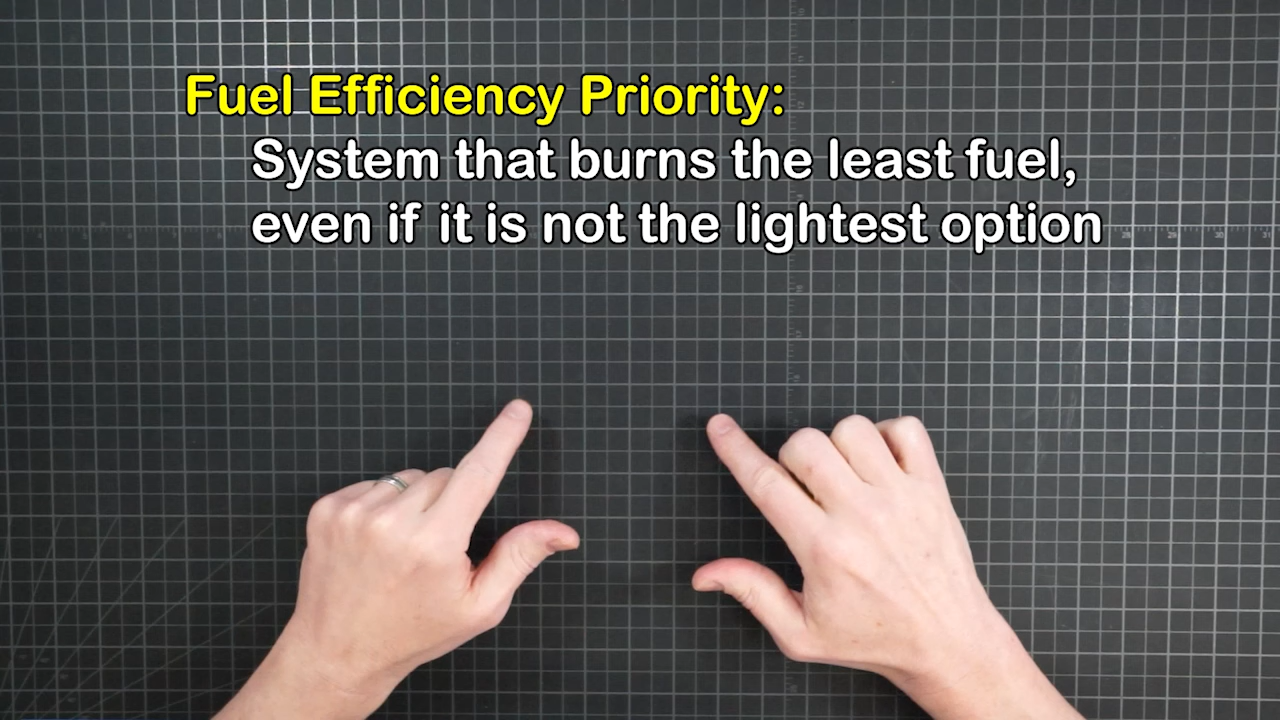 Fuel Efficiency Priority:
System that burns the least fuel,
even if it is not the lightest option